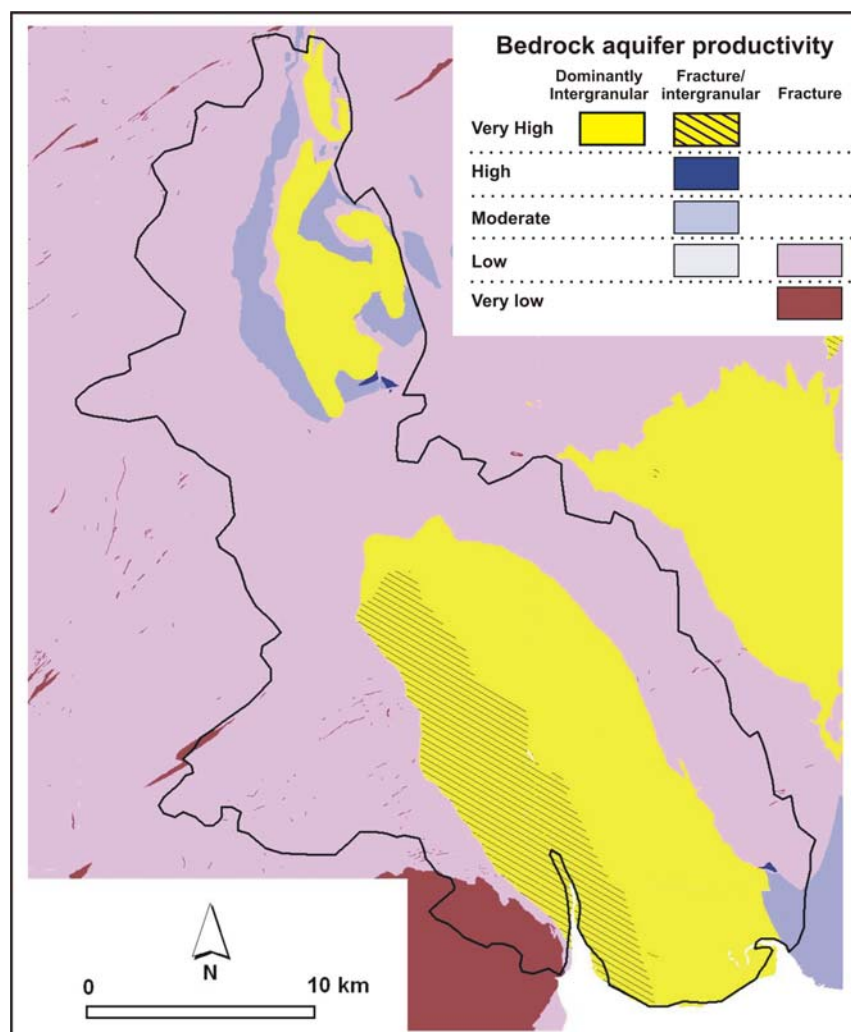 Bedrock aquifer productivity
Dominantly Intergranular
Fracture/ intergranular
Fracture
Very High
High
Moderate
Low
Very low
N
0
10 km